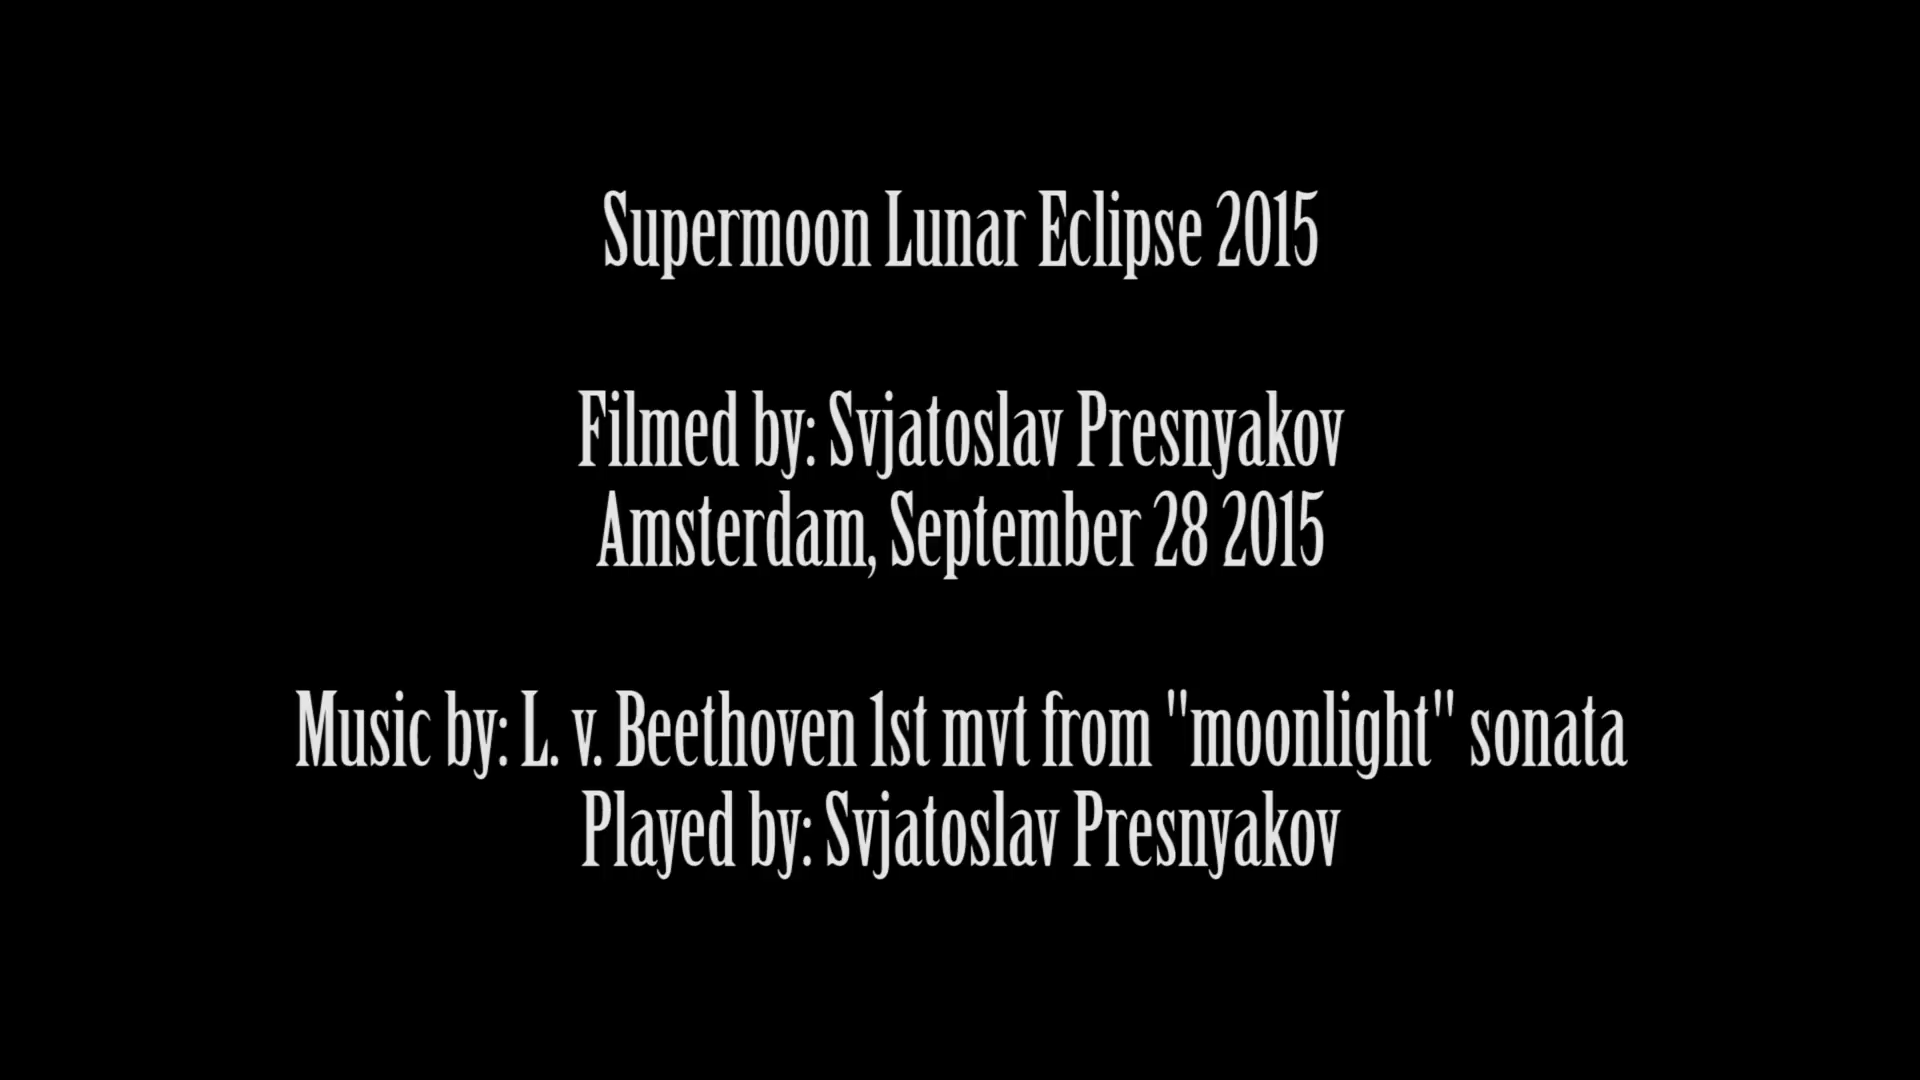 Supermoon Lunar Eclipse 2015
Filmed by: Svjatoslav Presnyakov
Amsterdam, September 28 2015
Music by: L. v. Beethoven 1st mvt from "moonlight" sonata
Played by: Svjatoslav Presnyakov